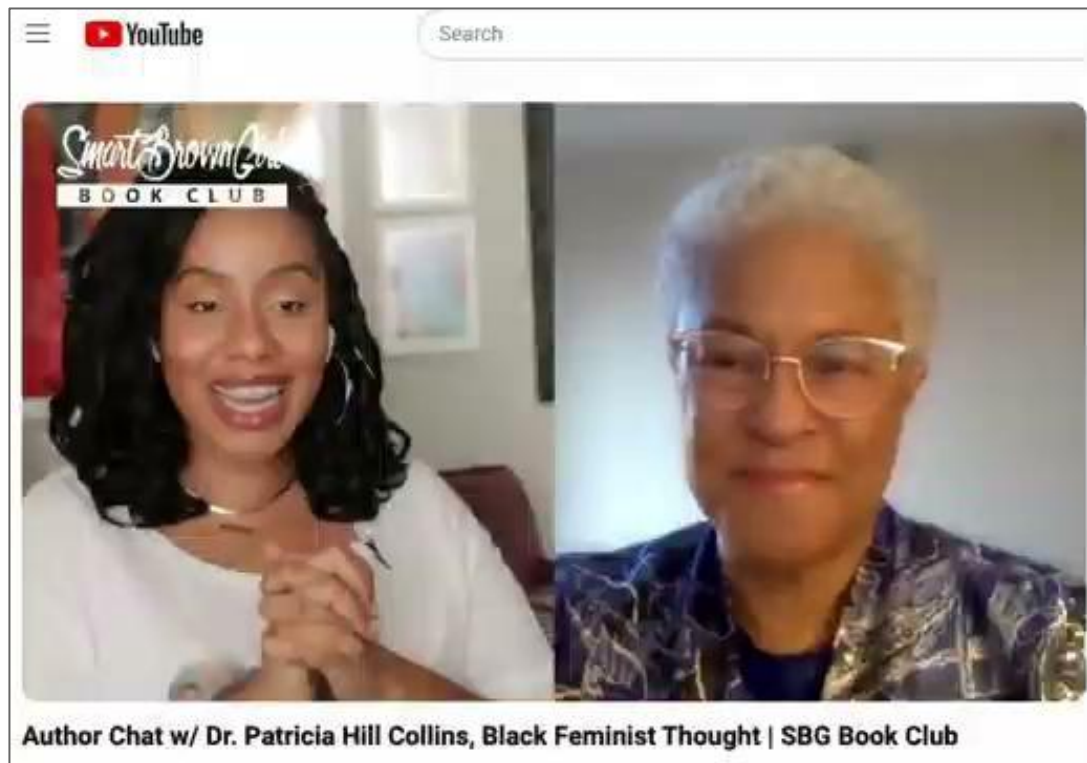 YouTube
Search
SmartBrownGirl
BOOK CLUB
Author Chat w/ Dr. Patricia Hill Collins, Black Feminist Thought | SBG Book Club